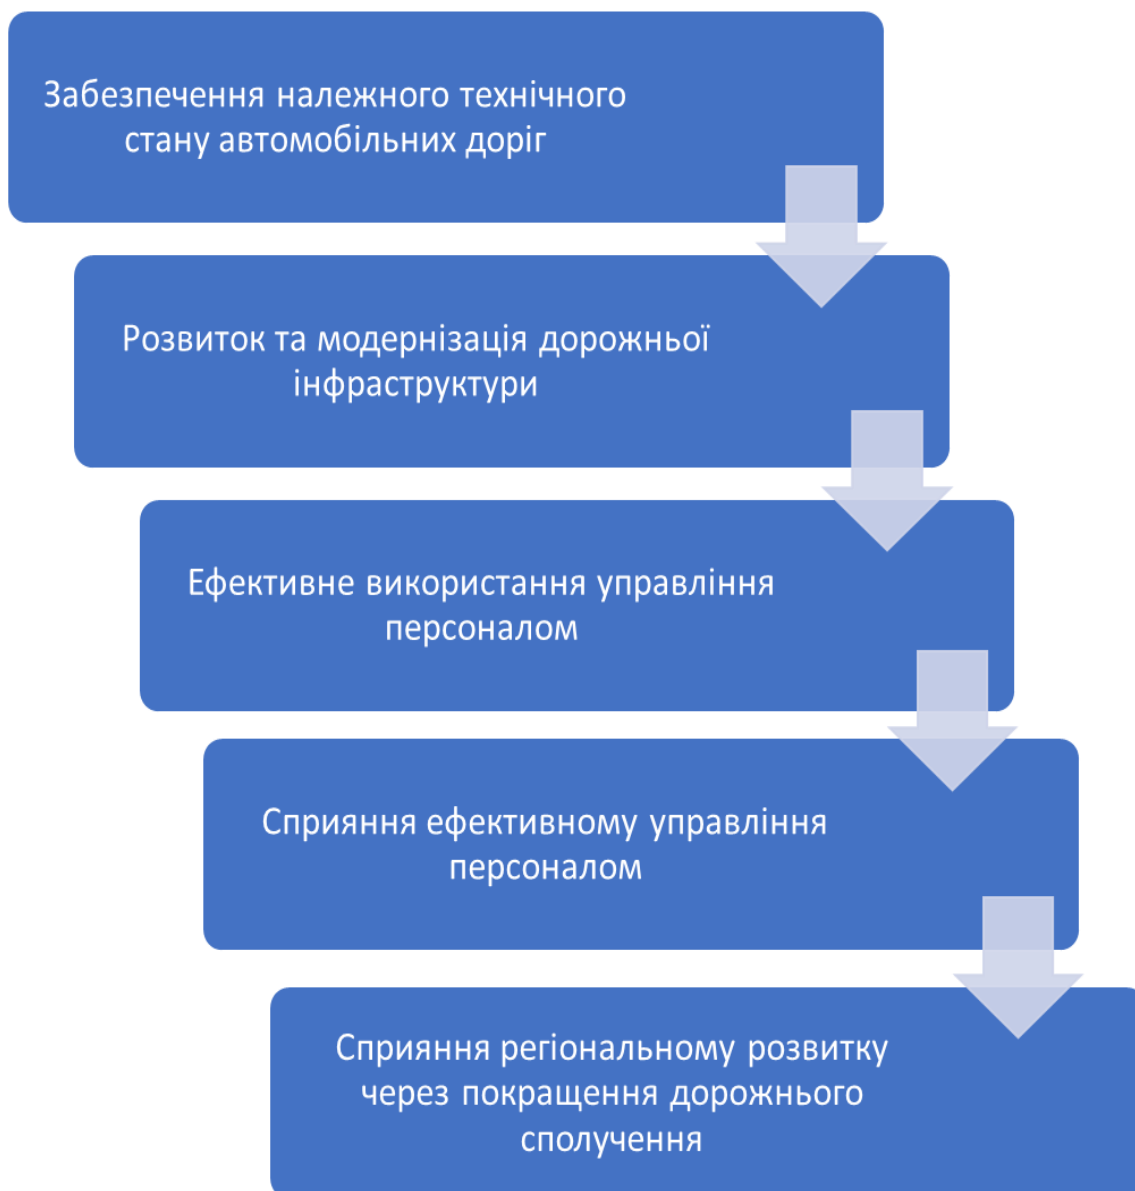 Забезпечення належного технічного
стану автомобільних доріг
Розвиток та модернізація дорожньої
інфраструктури
Ефективне використання управління
персоналом
Сприяння ефективному управління
персоналом
Сприяння регіональному розвитку
через покращення дорожнього
сполучення